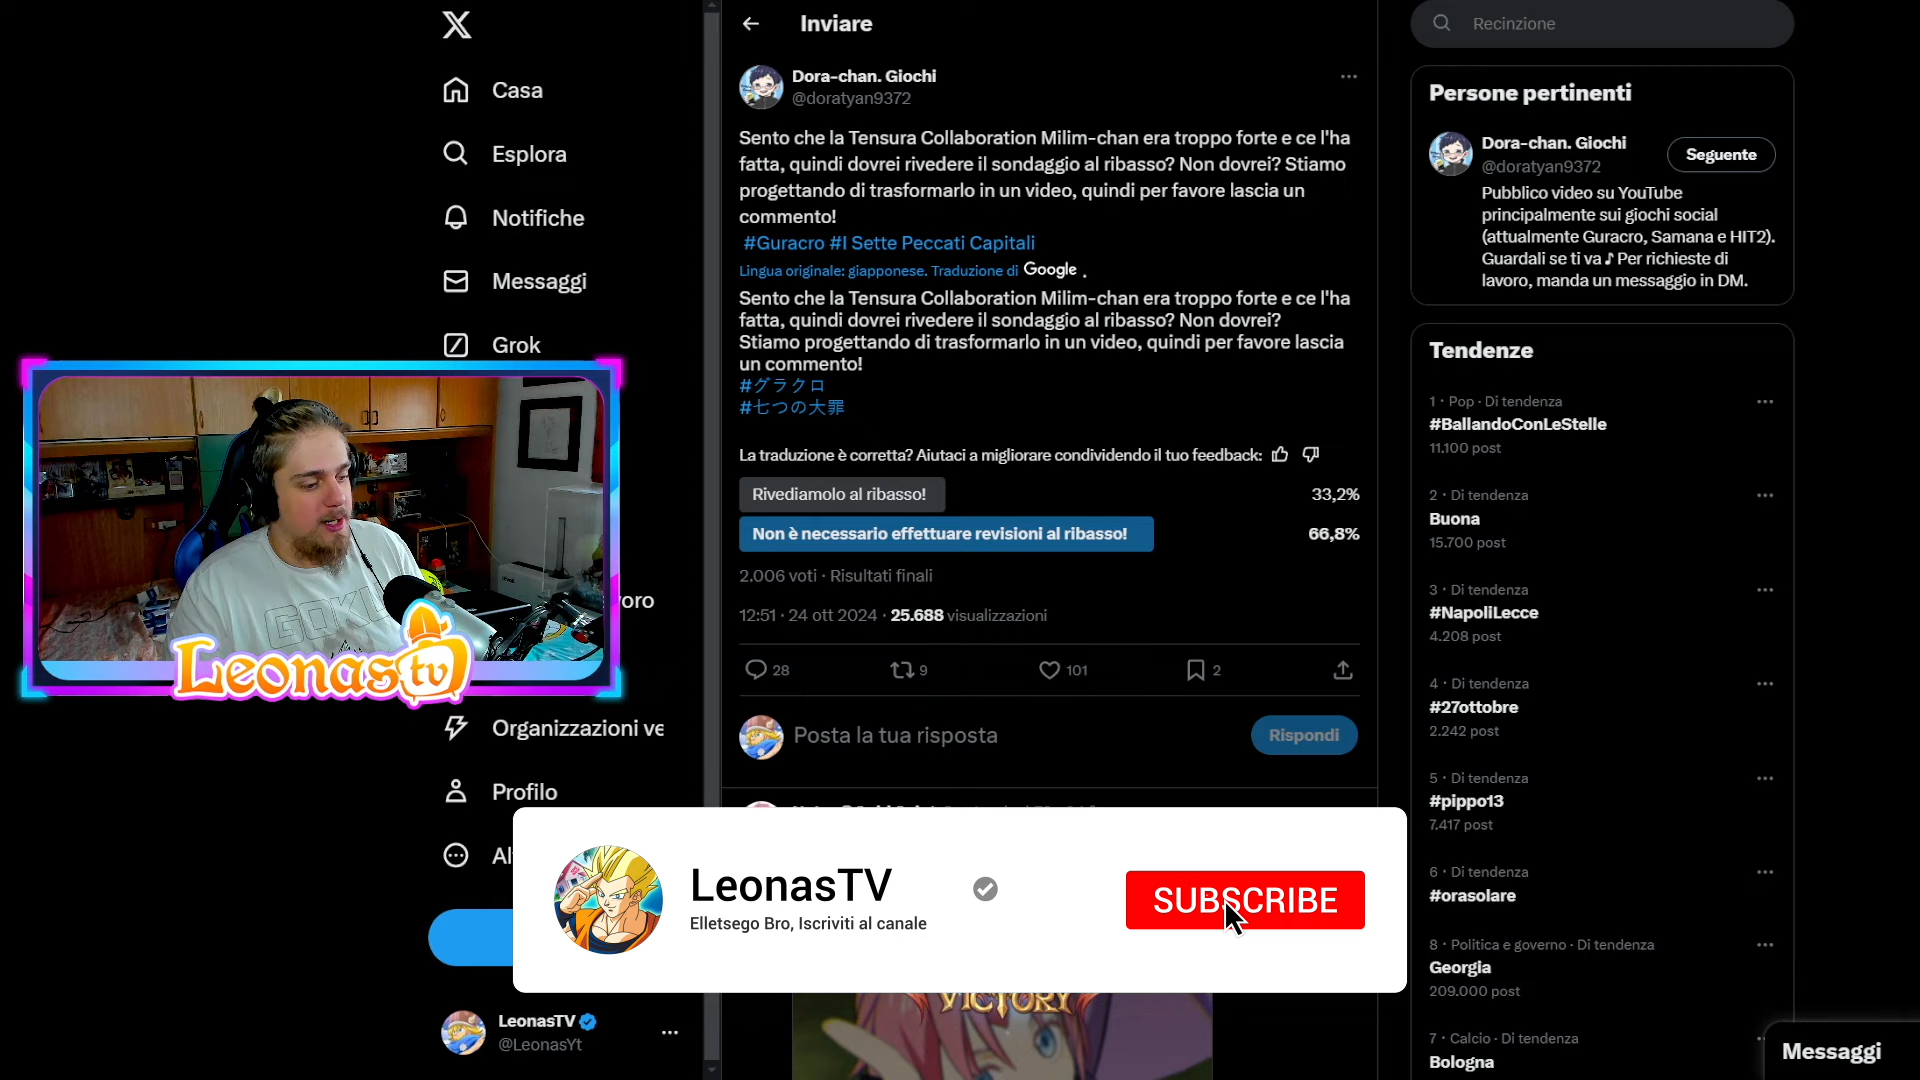 Casa
Esplora
Notifiche
Messaggi
Grok
voro
Organizzazioni ve
Profilo
Al
LeonasTV
@LeonasYt
Inviare
Dora-chan. Giochi
@doratyan9372
Sento che la Tensura Collaboration Milim-chan era troppo forte e ce l'ha
fatta, quindi dovrei rivedere il sondaggio al ribasso? Non dovrei? Stiamo
progettando di trasformarlo in un video, quindi per favore lascia un
commento!
#Guracro #I Sette Peccati Capitali
Lingua originale: giapponese. Traduzione di Google .
Sento che la Tensura Collaboration Milim-chan era troppo forte e ce l'ha
fatta, quindi dovrei rivedere il sondaggio al ribasso? Non dovrei?
Stiamo progettando di trasformarlo in un video, quindi per favore lascia
un commento!
#グラクロ
#七つの大罪
La traduzione è corretta? Aiutaci a migliorare condividendo il tuo feedback:
Rivediamolo al ribasso! 33,2%
Non è necessario effettuare revisioni al ribasso! 66,8%
2.006 voti · Risultati finali
12:51 · 24 ott 2024 · 25.688 visualizzazioni
28 9 101 2
Posta la tua risposta
Rispondi
LeonasTV
Elletsego Bro, Iscriviti al canale
SUBSCRIBE
VICTORY
Recinzione
Persone pertinenti
Dora-chan. Giochi
@doratyan9372
Seguente
Pubblico video su YouTube
principalmente sui giochi social
(attualmente Guracro, Samana e HIT2).
Guardali se ti va♪ Per richieste di
lavoro, manda un messaggio in DM.
Tendenze
1 · Pop · Di tendenza
#BallandoConLeStelle
11.100 post
2 · Di tendenza
Buona
15.700 post
3 · Di tendenza
#NapoliLecce
4.208 post
4 · Di tendenza
#27ottobre
2.242 post
5 · Di tendenza
#pippo13
7.417 post
6 · Di tendenza
#orasolare
8 · Politica e governo · Di tendenza
Georgia
209.000 post
7 · Calcio · Di tendenza
Bologna
Messaggi
GOKU
Leonas tv